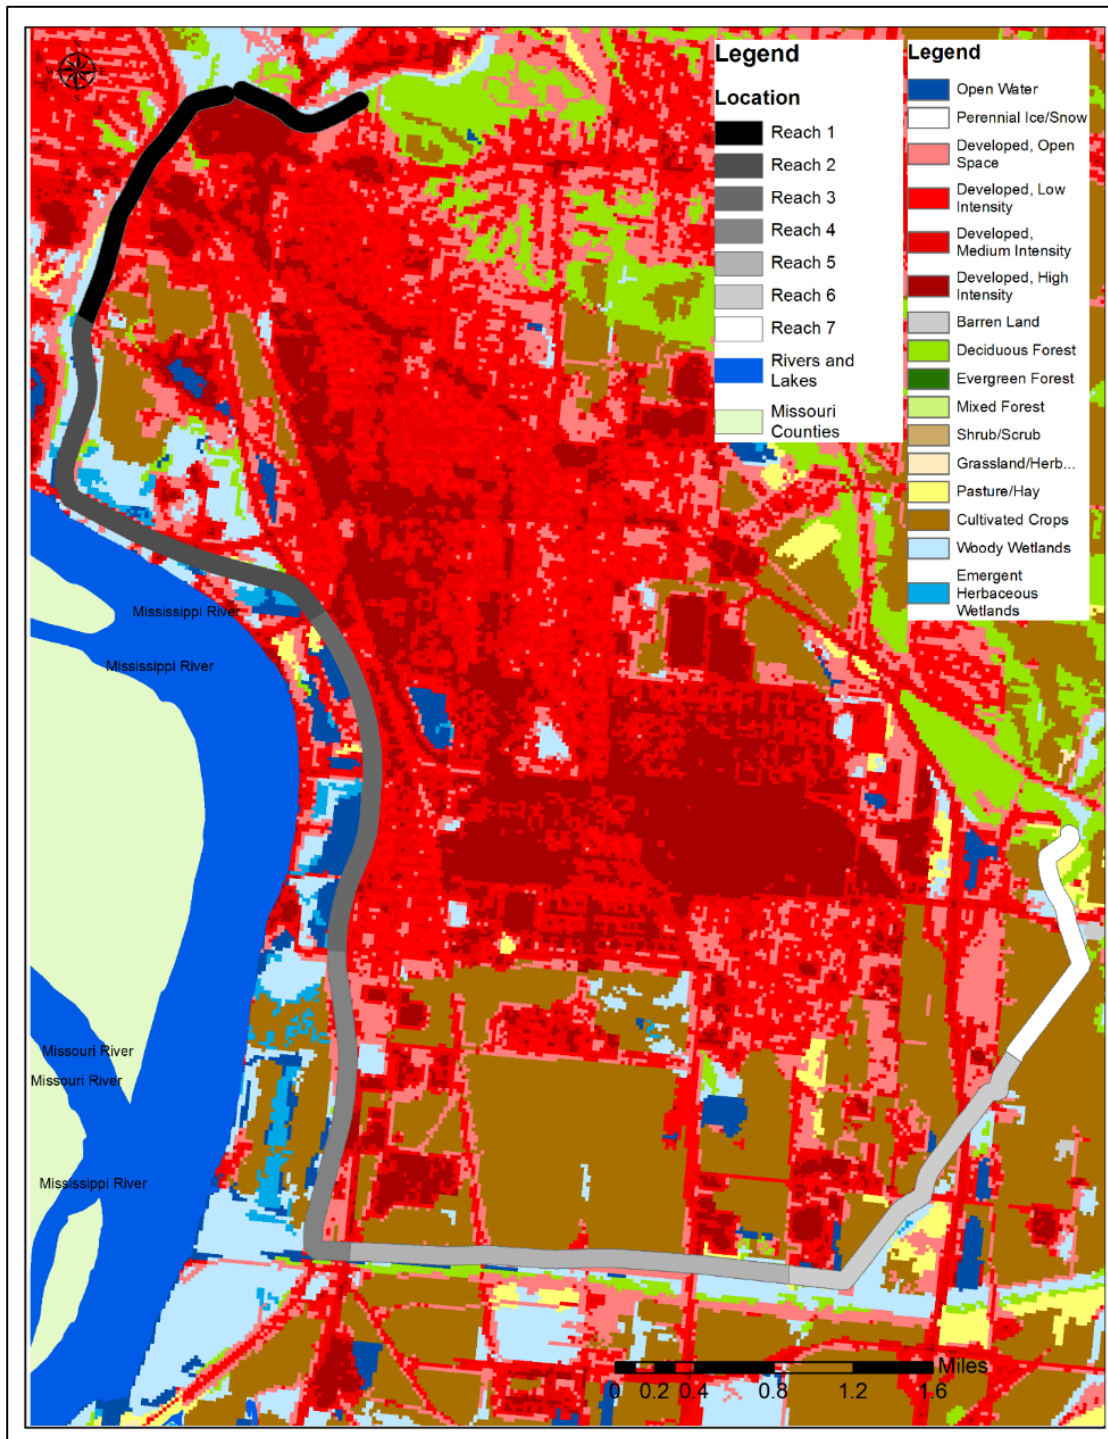 N
W
E
S
Legend
Location
Reach 1
Reach 2
Reach 3
Reach 4
Reach 5
Reach 6
Reach 7
Rivers and
Lakes
Missouri
Counties
Legend
Open Water
Perennial Ice/Snow
Developed, Open
Space
Developed, Low
Intensity
Developed,
Medium Intensity
Developed, High
Intensity
Barren Land
Deciduous Forest
Evergreen Forest
Mixed Forest
Shrub/Scrub
Grassland/Herb...
Pasture/Hay
Cultivated Crops
Woody Wetlands
Emergent
Herbaceous
Wetlands
Mississippi River
Mississippi River
Missouri River
Missouri River
Mississippi River
Miles
0 0.2 0.4 0.8 1.2 1.6